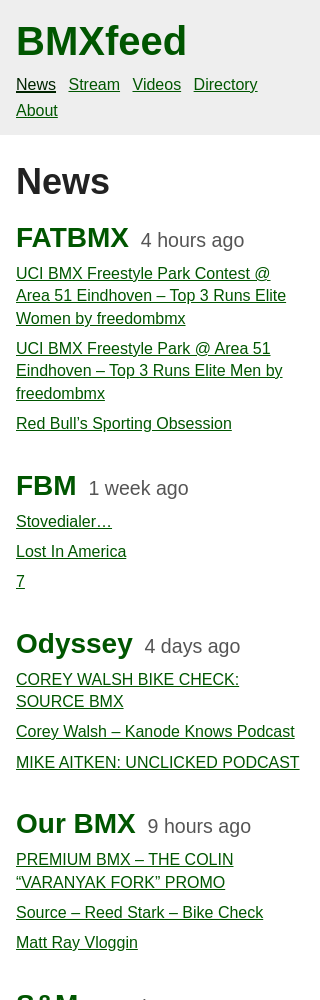 BMXfeed
News Stream Videos Directory
About
News
FATBMX 4 hours ago
UCI BMX Freestyle Park Contest @
Area 51 Eindhoven – Top 3 Runs Elite
Women by freedombmx
UCI BMX Freestyle Park @ Area 51
Eindhoven – Top 3 Runs Elite Men by
freedombmx
Red Bull’s Sporting Obsession
FBM 1 week ago
Stovedialer…
Lost In America
7
Odyssey 4 days ago
COREY WALSH BIKE CHECK:
SOURCE BMX
Corey Walsh – Kanode Knows Podcast
MIKE AITKEN: UNCLICKED PODCAST
Our BMX 9 hours ago
PREMIUM BMX – THE COLIN
“VARANYAK FORK” PROMO
Source – Reed Stark – Bike Check
Matt Ray Vloggin